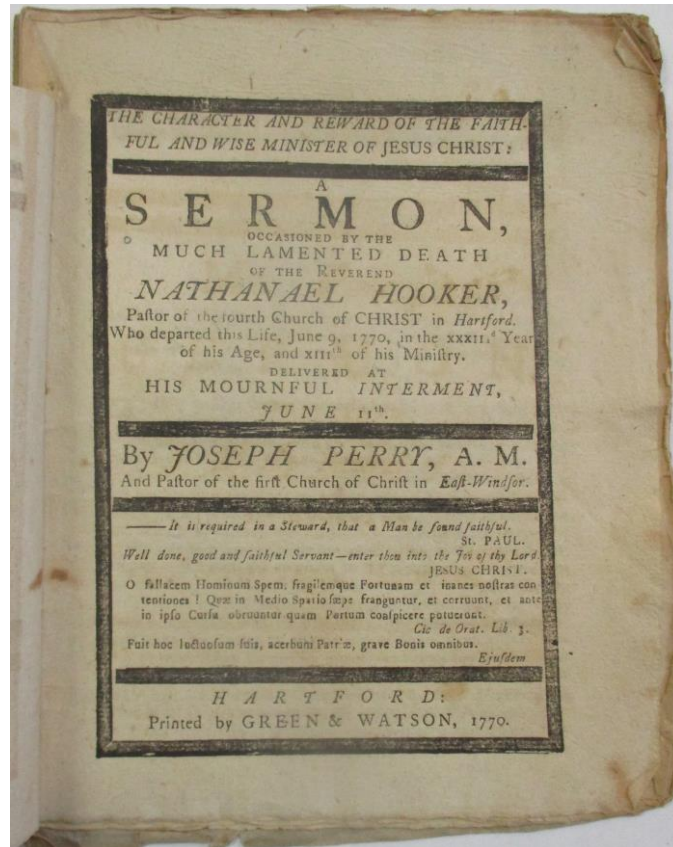 THE CHARACTER AND REWARD OF THE FAITH-
FUL AND WISE MINISTER OF JESUS CHRIST:
A
SERMON,
OCCASIONED BY THE
MUCH LAMENTED DEATH
OF THE REVEREND
NATHANAEL HOOKER,
Paſtor of the fourth Church of CHRIST in Hartford.
Who departed this Life, June 9, 1770, in the XXXII.d Year
of his Age, and XIIIth of his Miniſtry.
DELIVERED AT
HIS MOURNFUL INTERMENT,
JUNE 11th.
By JOSEPH PERRY, A. M.
And Paſtor of the firſt Church of Chriſt in Eaſt-Windſor.
——It is required in a Steward, that a Man be found faithful.
St. PAUL.
Well done, good and faithful Servant—enter thou into the Joy of thy Lord.
JESUS CHRIST.
O fallacem Hominum Spem, fragilemque Fortunam et inanes noſtras con
tentiones ! Quæ in Medio Spatio ſæpe franguntur, et corruunt, et ante
in ipſo Curſu obruuntur quam Portum conſpicere potuerunt.
Cic de Orat. Lib. 3.
Fuit hoc luctuoſum ſuis, acerbum Patriæ, grave Bonis omnibus.
Ejuſdem
HARTFORD:
Printed by GREEN & WATSON, 1770.